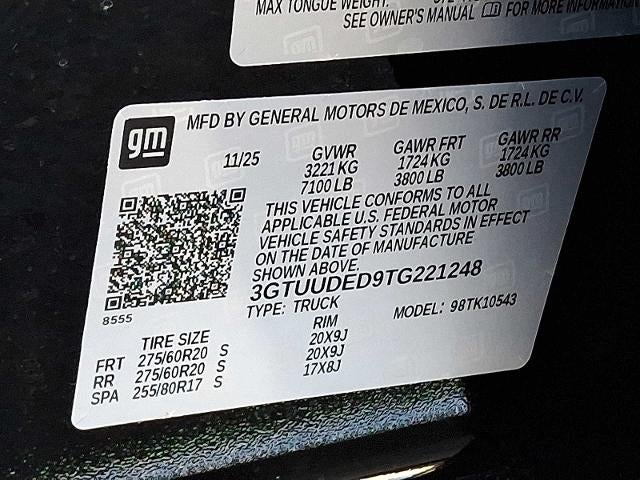 MAX TONGUE WEIGHT:
SEE OWNER'S MANUAL FOR MORE INFORMATION
gm
MFD BY GENERAL MOTORS DE MEXICO, S. DE R.L. DE C.V.
11/25
GVWR
3221 KG
7100 LB
GAWR FRT
1724 KG
3800 LB
GAWR RR
1724 KG
3800 LB
THIS VEHICLE CONFORMS TO ALL
APPLICABLE U.S. FEDERAL MOTOR
VEHICLE SAFETY STANDARDS IN EFFECT
ON THE DATE OF MANUFACTURE
SHOWN ABOVE.
3GTUUDED9TG221248
TYPE: TRUCK
MODEL: 98TK10543
8555
TIRE SIZE
RIM
FRT 275/60R20 S 20X9J
RR 275/60R20 S 20X9J
SPA 255/80R17 S 17X8J